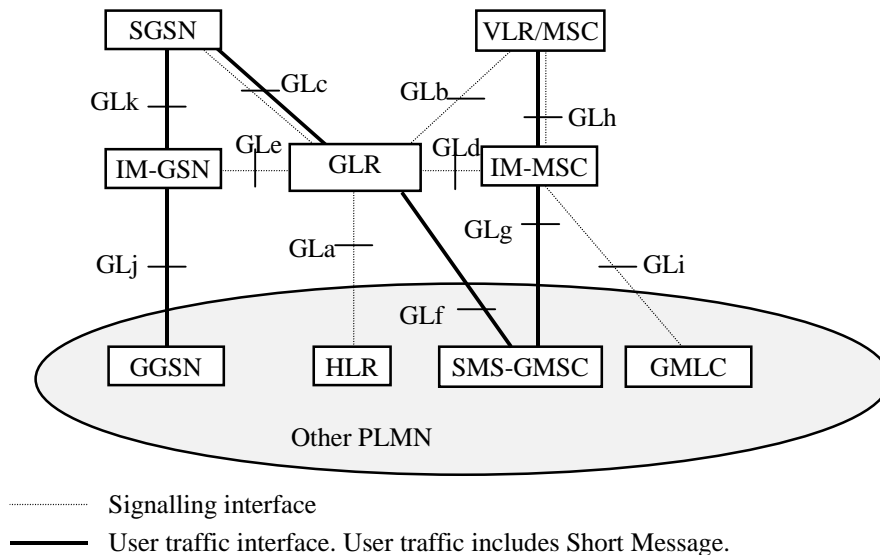 SGSN
VLR/MSC
GLk
GLc
GLb
GLh
GLe
GLd
IM-GSN
GLR
IM-MSC
GLj
GLa
GLg
GLi
GLf
GGSN
HLR
SMS-GMSC
GMLC
Other PLMN
Signalling interface
User traffic interface. User traffic includes Short Message.